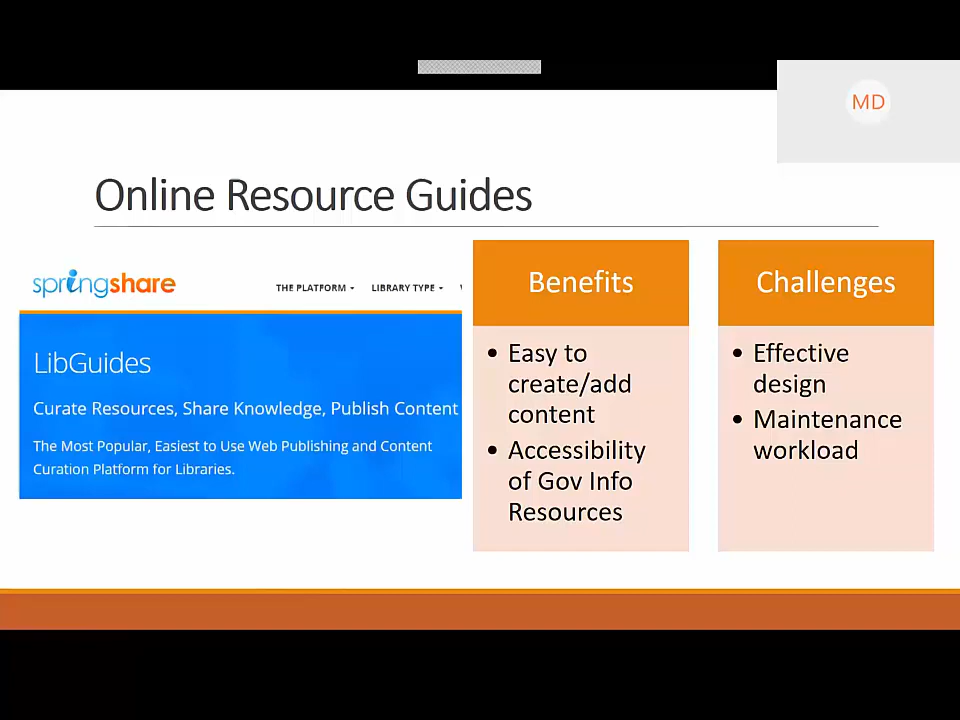 MD
Online Resource Guides
springshare
THE PLATFORM
LIBRARY TYPE
LibGuides
Curate Resources, Share Knowledge, Publish Content
The Most Popular, Easiest to Use Web Publishing and Content
Curation Platform for Libraries.
Benefits
• Easy to
create/add
content
• Accessibility
of Gov Info
Resources
Challenges
• Effective
design
• Maintenance
workload